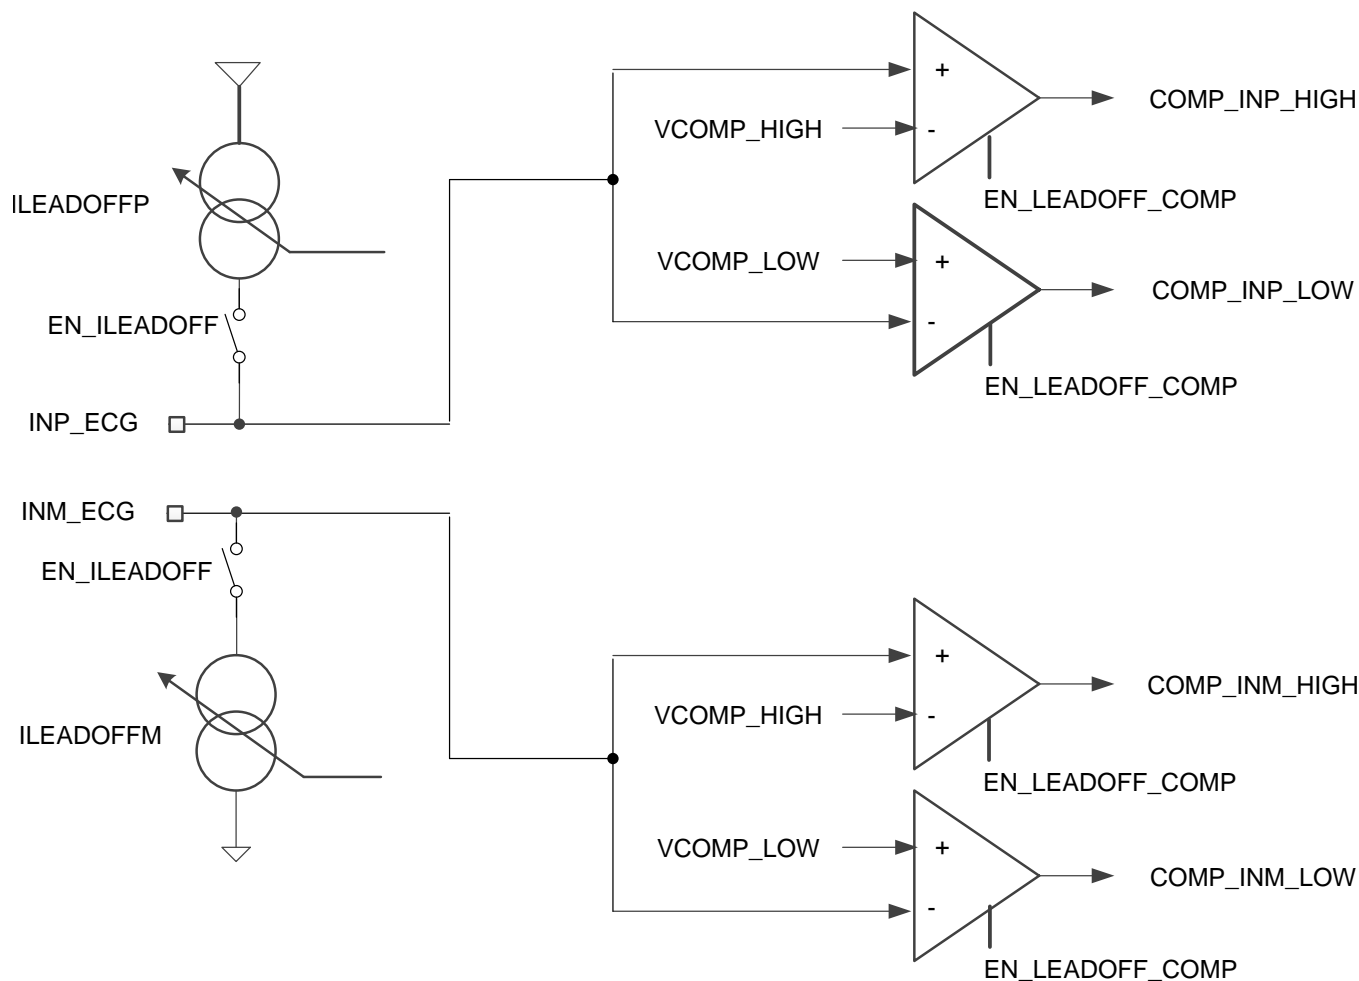 +
COMP_INP_HIGH
VCOMP_HIGH
-
EN_LEADOFF_COMP
ILEADOFFP
VCOMP_LOW
+
COMP_INP_LOW
EN_ILEADOFF
-
EN_LEADOFF_COMP
INP_ECG
INM_ECG
EN_ILEADOFF
+
COMP_INM_HIGH
VCOMP_HIGH
-
ILEADOFFM
EN_LEADOFF_COMP
VCOMP_LOW
+
COMP_INM_LOW
-
EN_LEADOFF_COMP